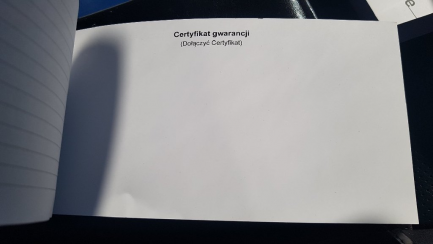 Certyfikat gwarancji
(Dołączyć Certyfikat)